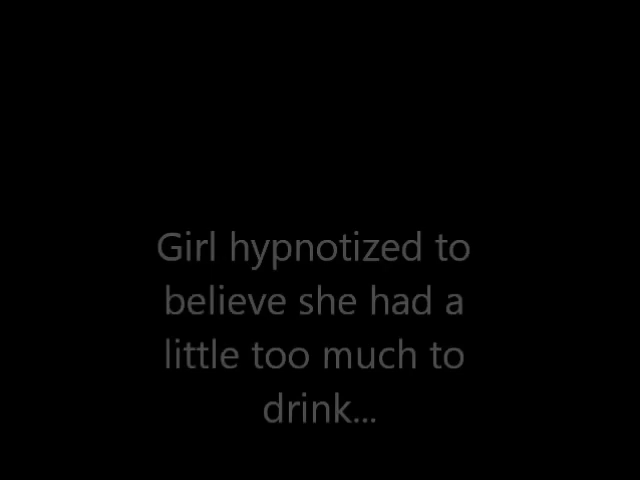 Girl hypnotized to
believe she had a
little too much to
drink...